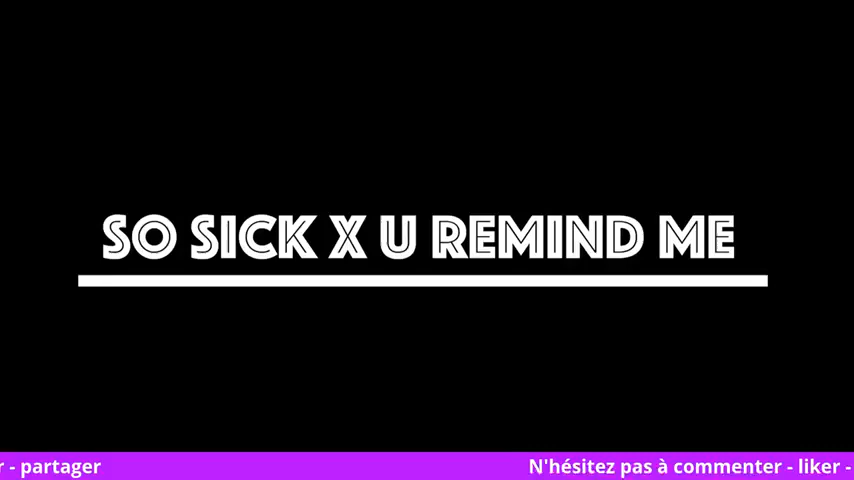 SO SICK X U REMIND ME
r - partager
N'hésitez pas à commenter - liker -